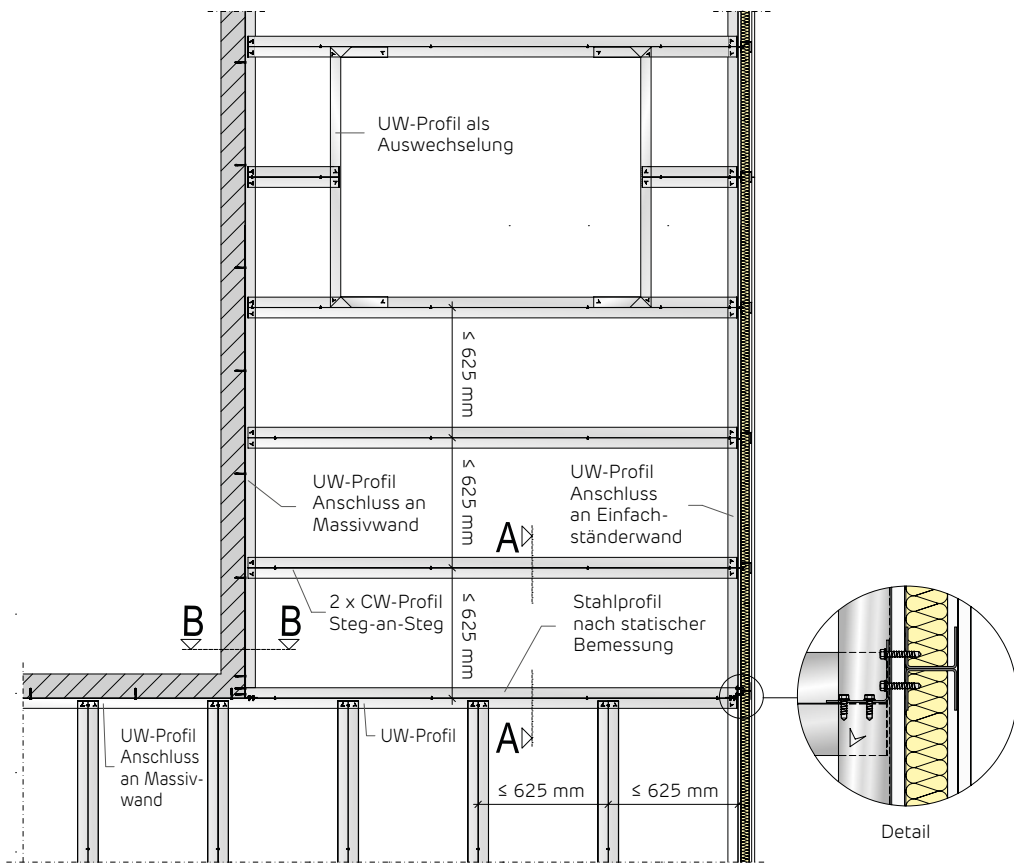 UW-Profil als
Auswechselung
≤ 625 mm
UW-Profil
Anschluss an
Massivwand
≤ 625 mm
UW-Profil
Anschluss
an Einfach-
ständerwand
A
2 x CW-Profil
Steg-an-Steg
≤ 625 mm
Stahlprofil
nach statischer
Bemessung
B
B
UW-Profil
Anschluss
an Massiv-
wand
UW-Profil
A
≤ 625 mm
≤ 625 mm
Detail